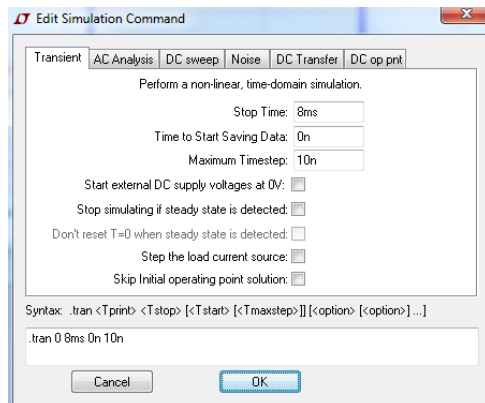 Edit Simulation Command
Transient AC Analysis DC sweep Noise DC Transfer DC op pnt
Perform a non-linear, time-domain simulation.
Stop Time: 8ms
Time to Start Saving Data: 0n
Maximum Timestep: 10n
Start external DC supply voltages at 0V:
Stop simulating if steady state is detected:
Don't reset T=0 when steady state is detected:
Step the load current source:
Skip Initial operating point solution:
Syntax: .tran <Tprint> <Tstop> [<Tstart> [<Tmaxstep>]] [<option> [<option>] ...]
.tran 0 8ms 0n 10n
Cancel OK